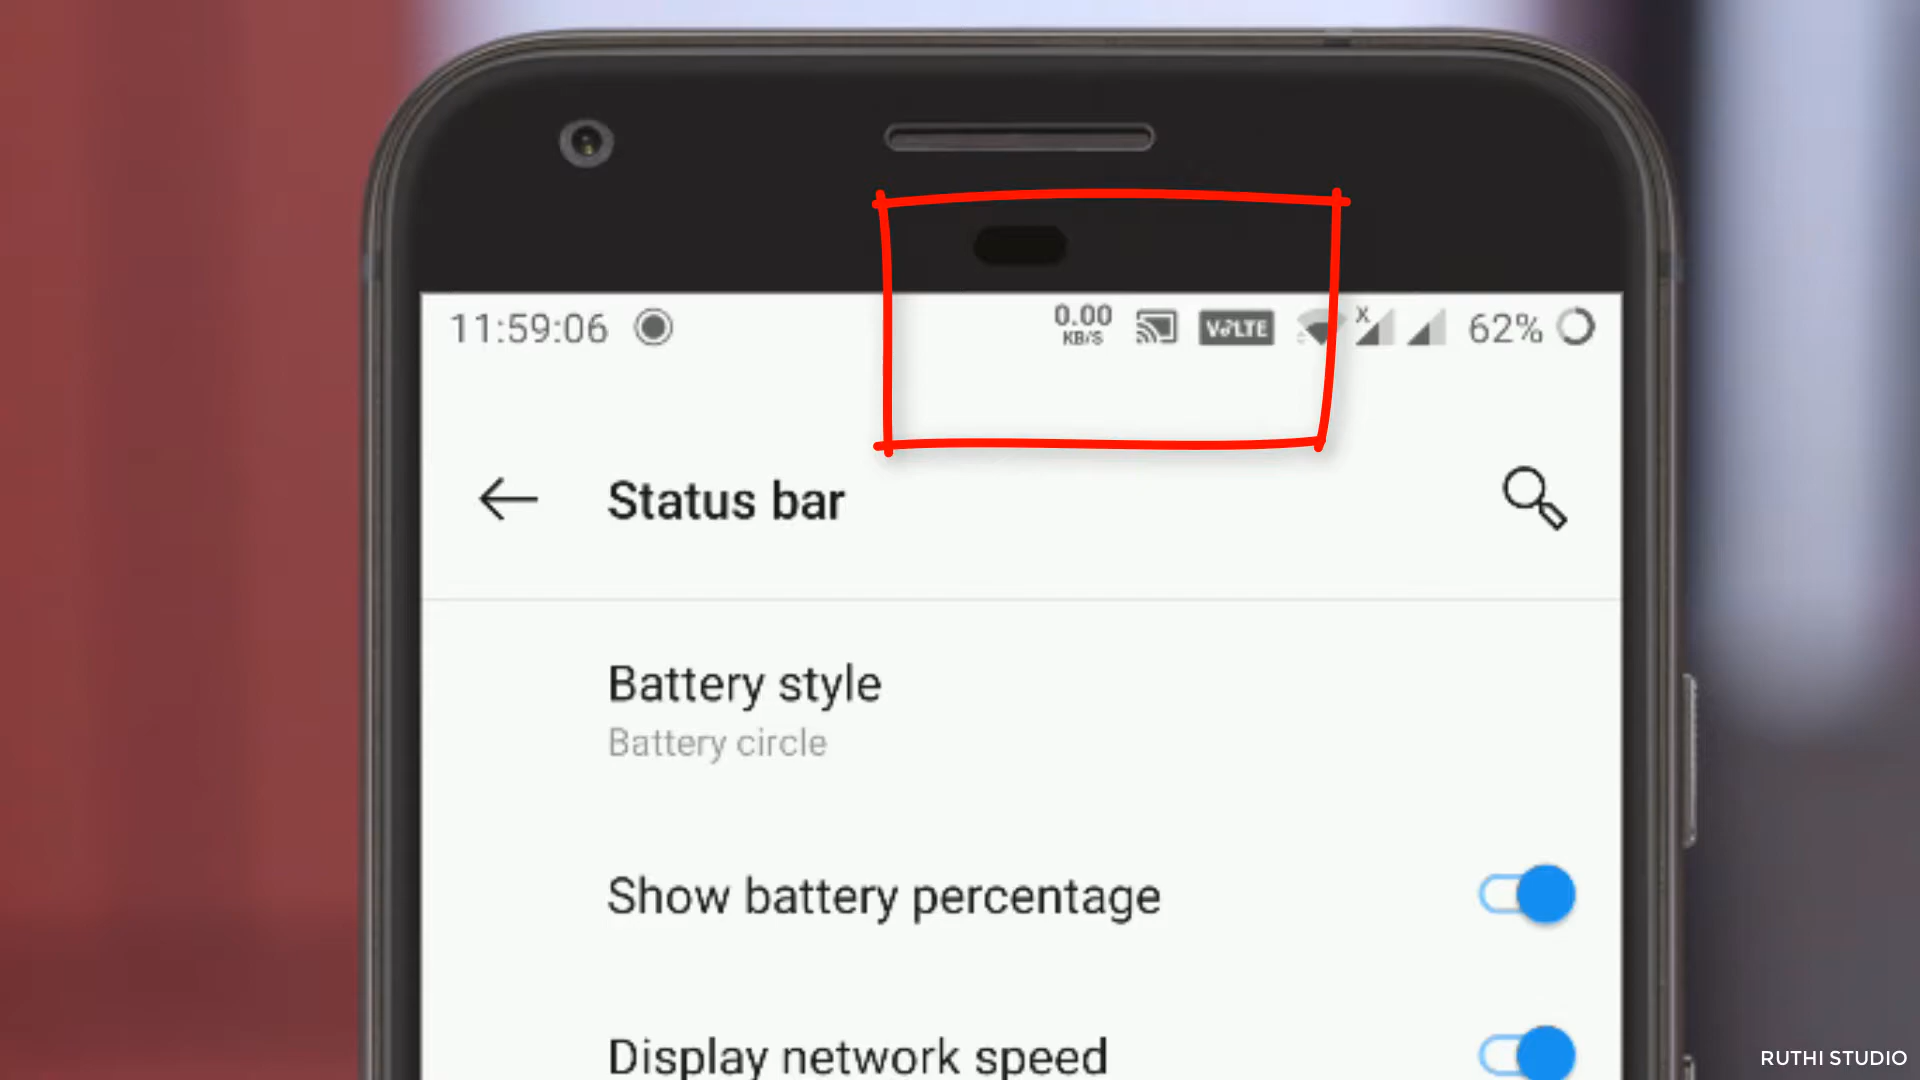 11:59:06
0.00
KB/S
VoLTE
X
62%
Status bar
Battery style
Battery circle
Show battery percentage
Display network speed
RUTHI STUDIO